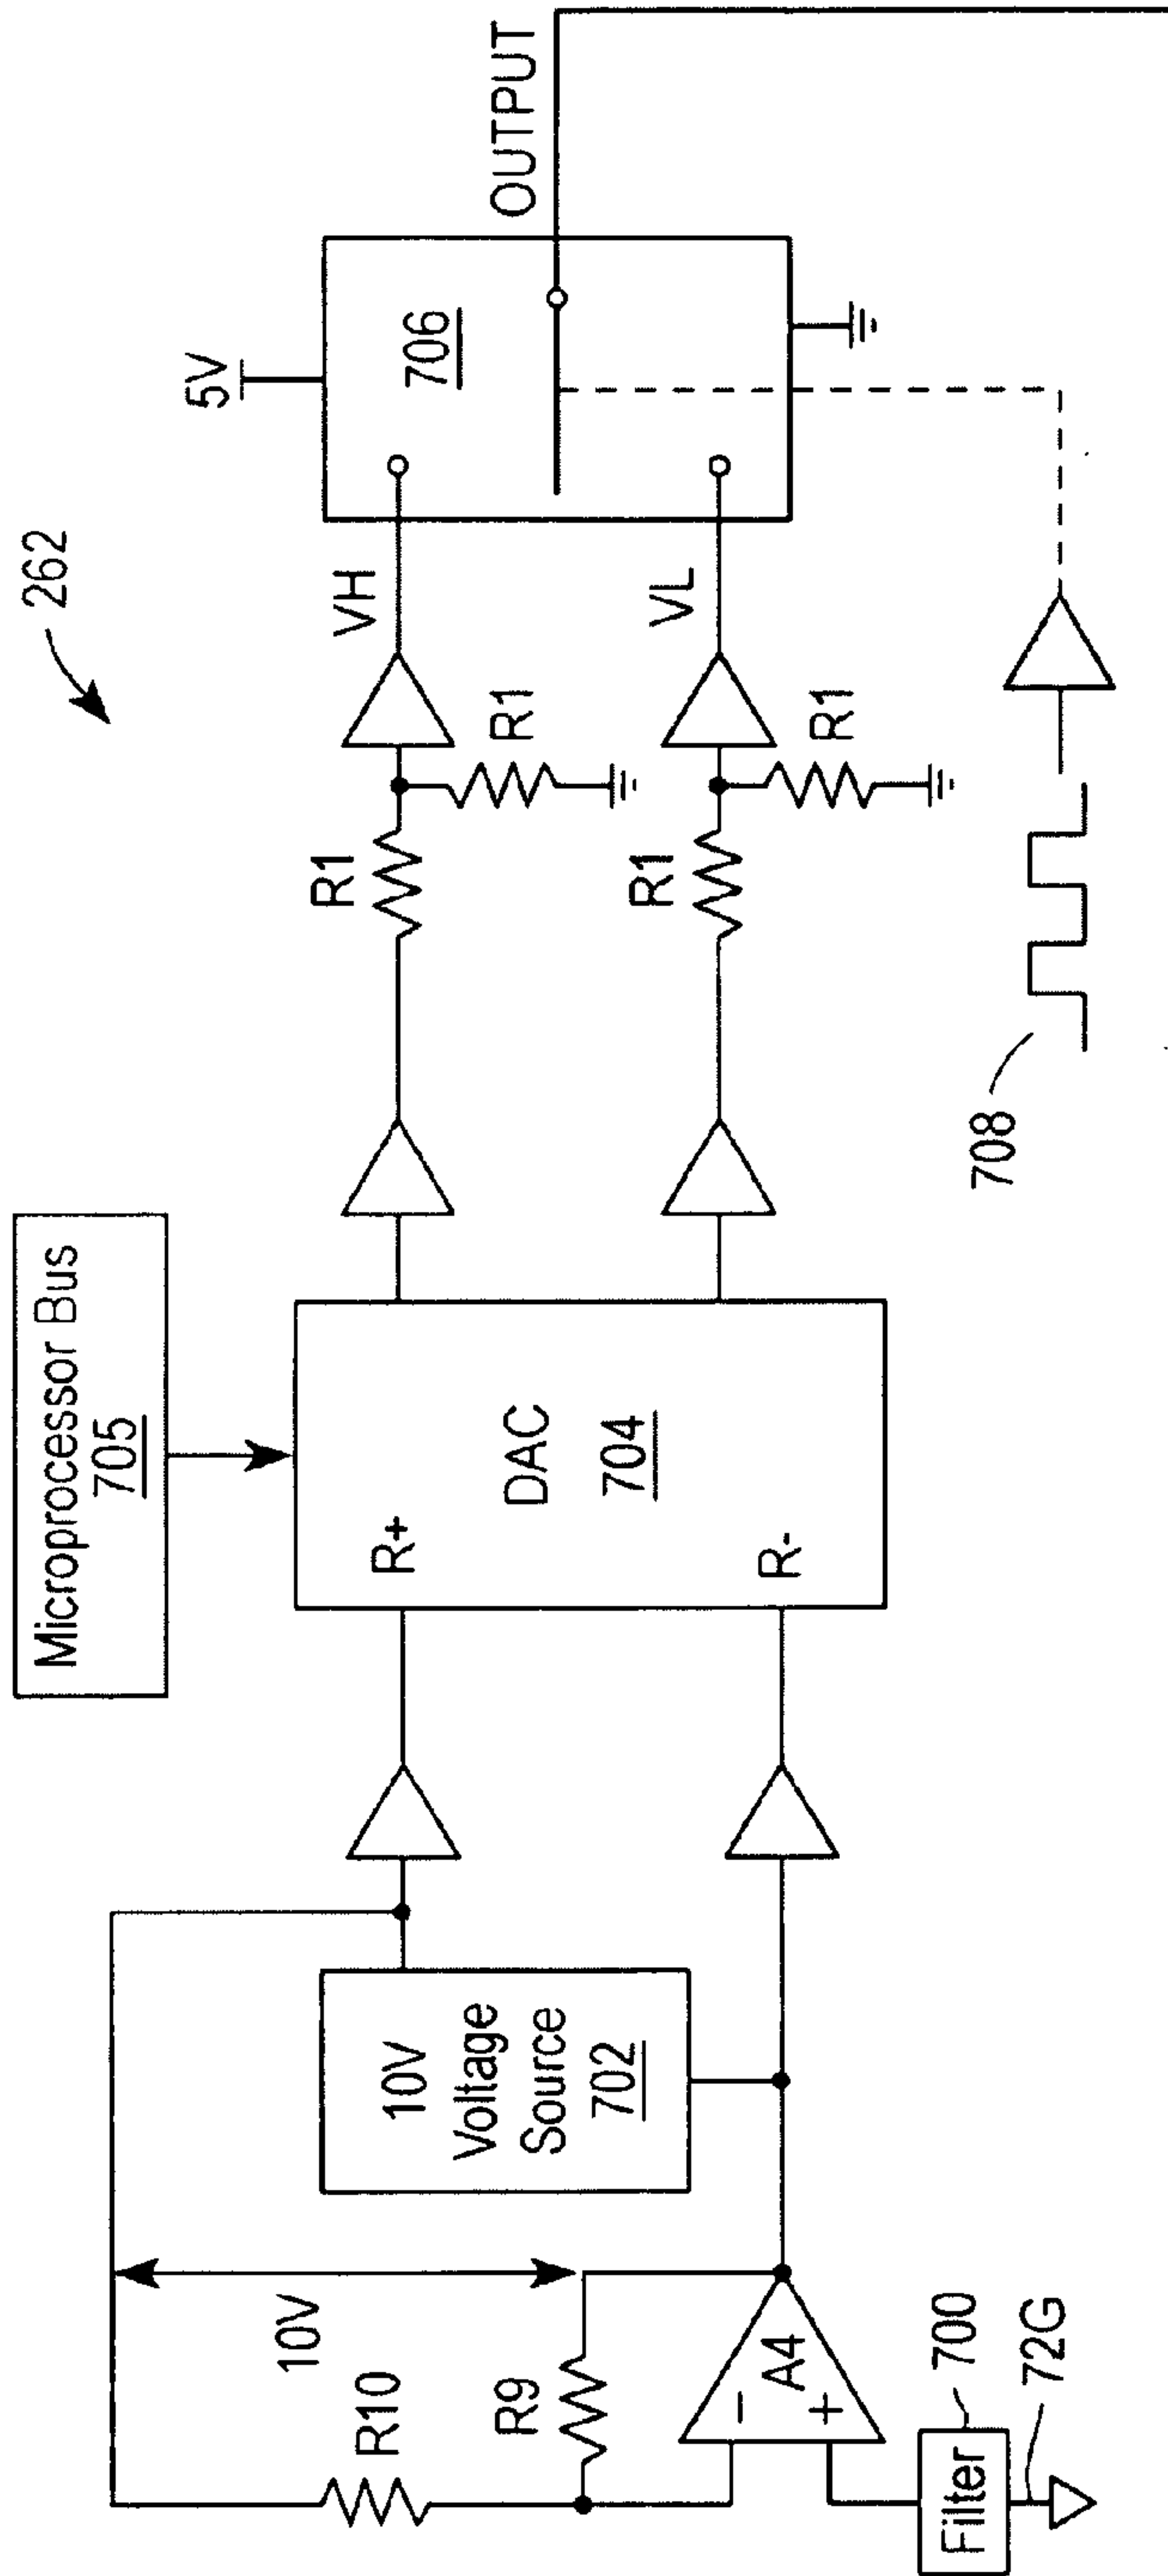 262
Microprocessor Bus
705
5V
VH
VL
R1
R1
R1
R1
706
OUTPUT
708
R+
R-
DAC
704
10V
Voltage
Source
702
10V
R10
R9
A4
−
+
Filter
700
72G